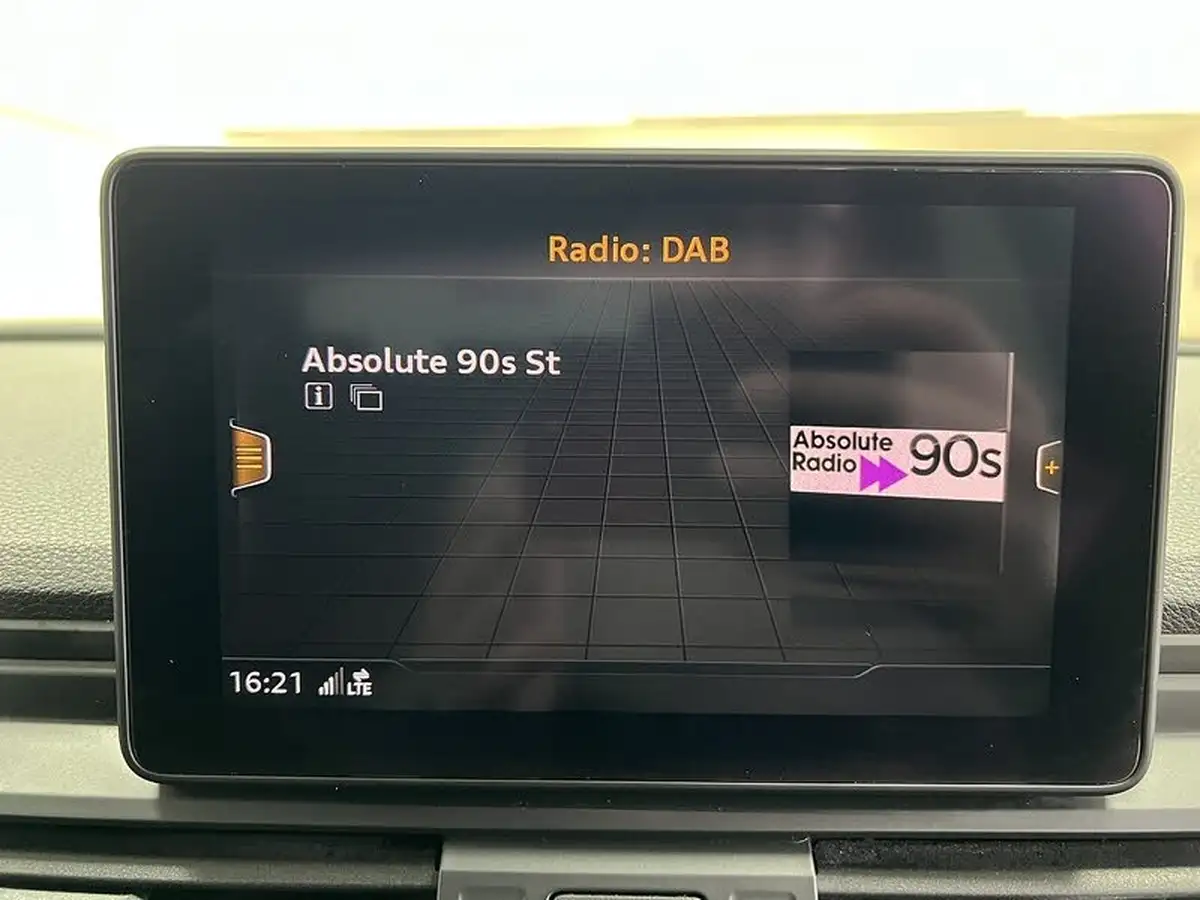 Radio: DAB
Absolute 90s St
i
Absolute
Radio 90s
+
16:21 LTE